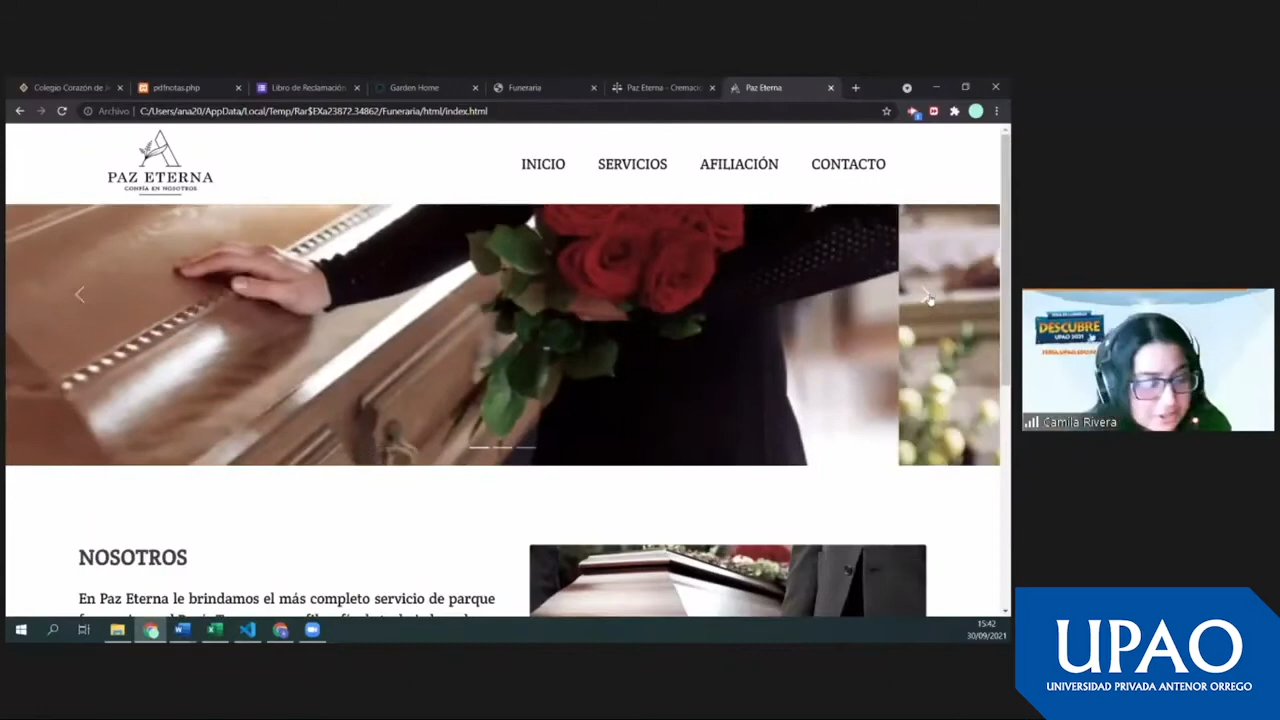 Colegio Corazón de J
pdfnotas.php
Libro de Reclamación
Garden Home
Funeraria
Paz Eterna - Cremaci
Paz Eterna
Archivo
C:/Users/ana20/AppData/Local/Temp/Rar$EXa23872.34862/Funeraria/html/index.html
PAZ ETERNA
CONFÍA EN NOSOTROS
INICIO
SERVICIOS
AFILIACIÓN
CONTACTO
NOSOTROS
En Paz Eterna le brindamos el más completo servicio de parque
15:42
30/09/2021
DESCUBRE
UPAO 2021
Camila Rivera
UPAO
UNIVERSIDAD PRIVADA ANTENOR ORREGO